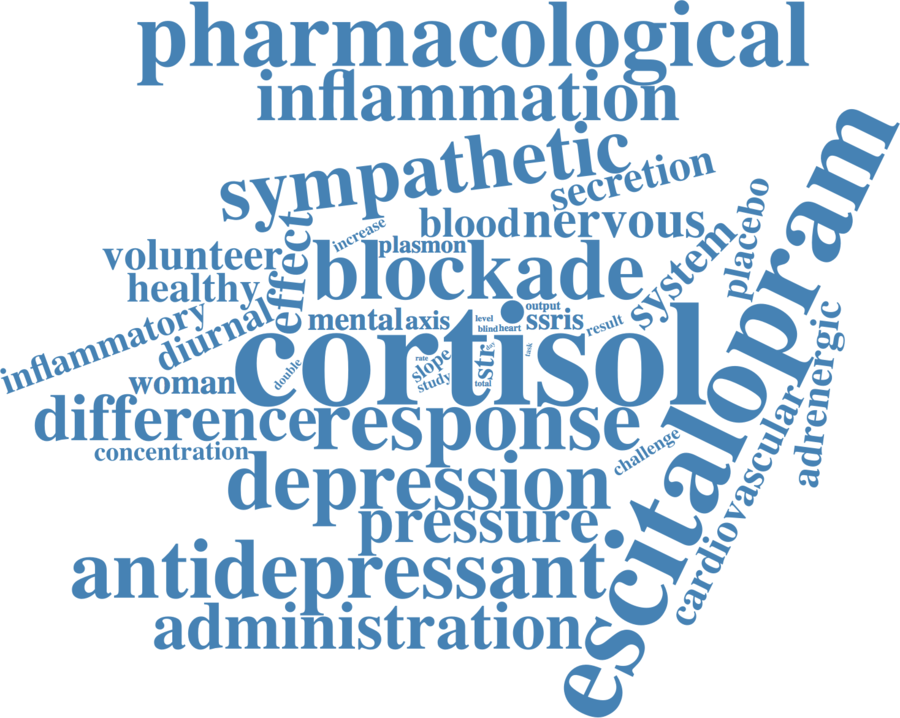 pharmacological
inflammation
sympathetic
secretion
blood
nervous
placebo
increase
plasmon
volunteer
effect
blockade
system
healthy
escitalopram
inflammatory
diurnal
mental
axis
level
output
blind
heart
ssris
result
adrenergic
cortisol
double
rate
slope
study
str
day
total
task
woman
difference
response
concentration
challenge
cardiovascular
depression
pressure
antidepressant
administration